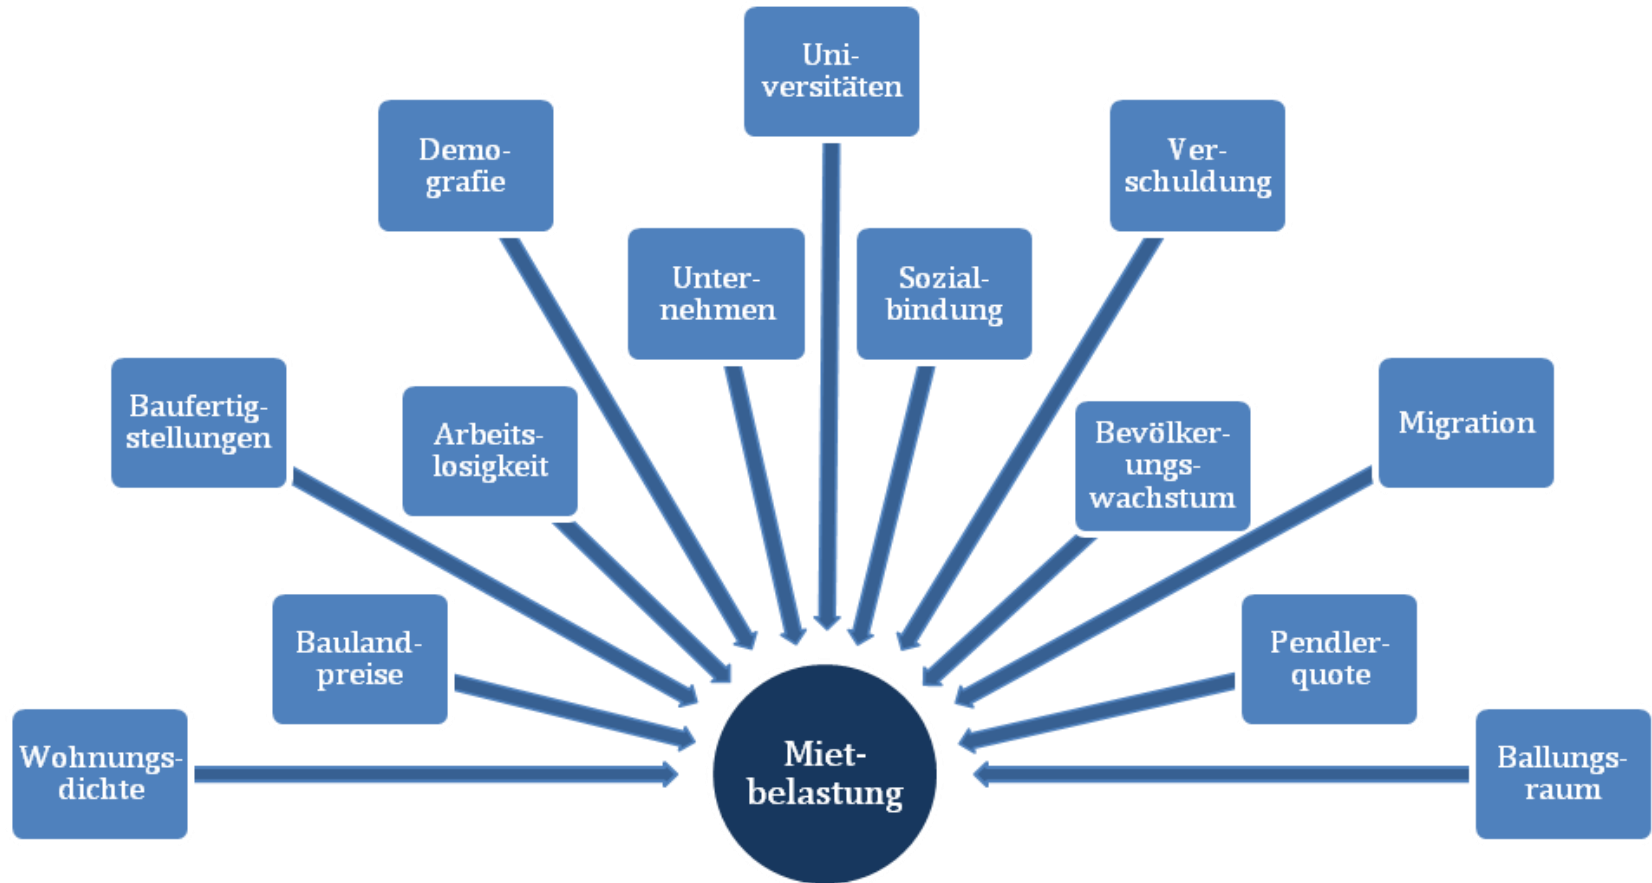 Uni-
versitäten
Demo-
grafie
Ver-
schuldung
Unter-
nehmen
Sozial-
bindung
Baufertig-
stellungen
Arbeits-
losigkeit
Bevölker-
ungs-
wachstum
Migration
Bauland-
preise
Pendler-
quote
Wohnungs-
dichte
Miet-
belastung
Ballungs-
raum